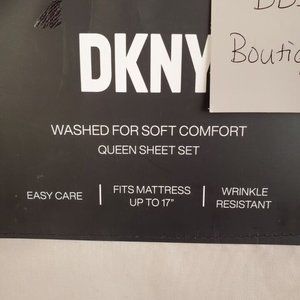 DKNY
Boutiq
WASHED FOR SOFT COMFORT
QUEEN SHEET SET
EASY CARE | FITS MATTRESS UP TO 17" | WRINKLE RESISTANT